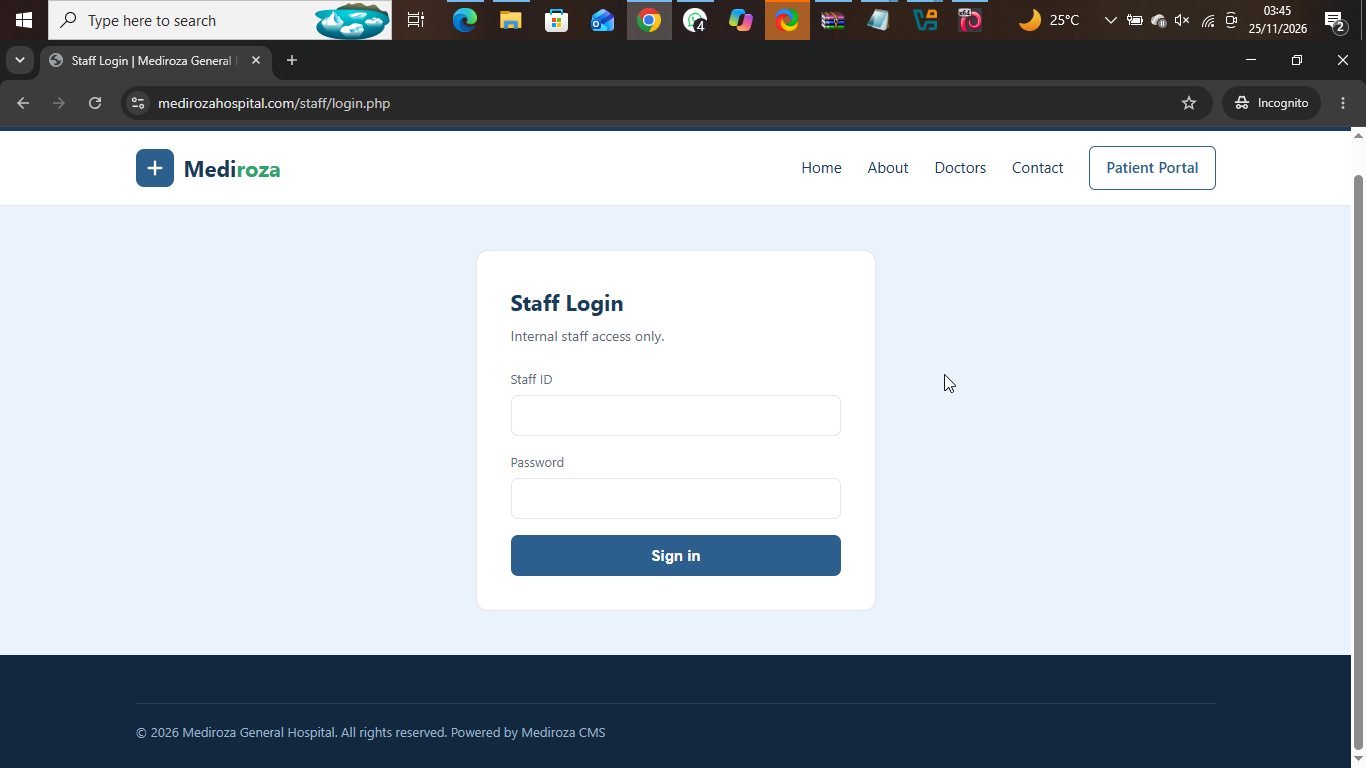 Type here to search
4
25°C
03:45
25/11/2026
2
Staff Login | Mediroza General
medirozahospital.com/staff/login.php
Incognito
Mediroza
Home About Doctors Contact Patient Portal
Staff Login
Internal staff access only.
Staff ID
Password
Sign in
© 2026 Mediroza General Hospital. All rights reserved. Powered by Mediroza CMS